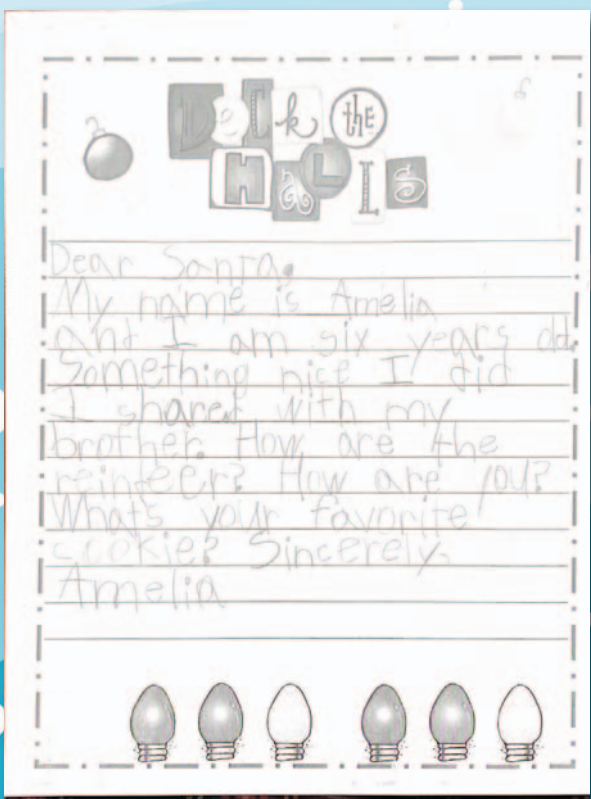 Deck the
HALLS
Dear Santa,
My name is Amelia
and I am six years old.
Something nice I did
I shared with my
brother. How are the
reinteer? How are you?
What's your favorite
cookie? Sincerely,
Amelia